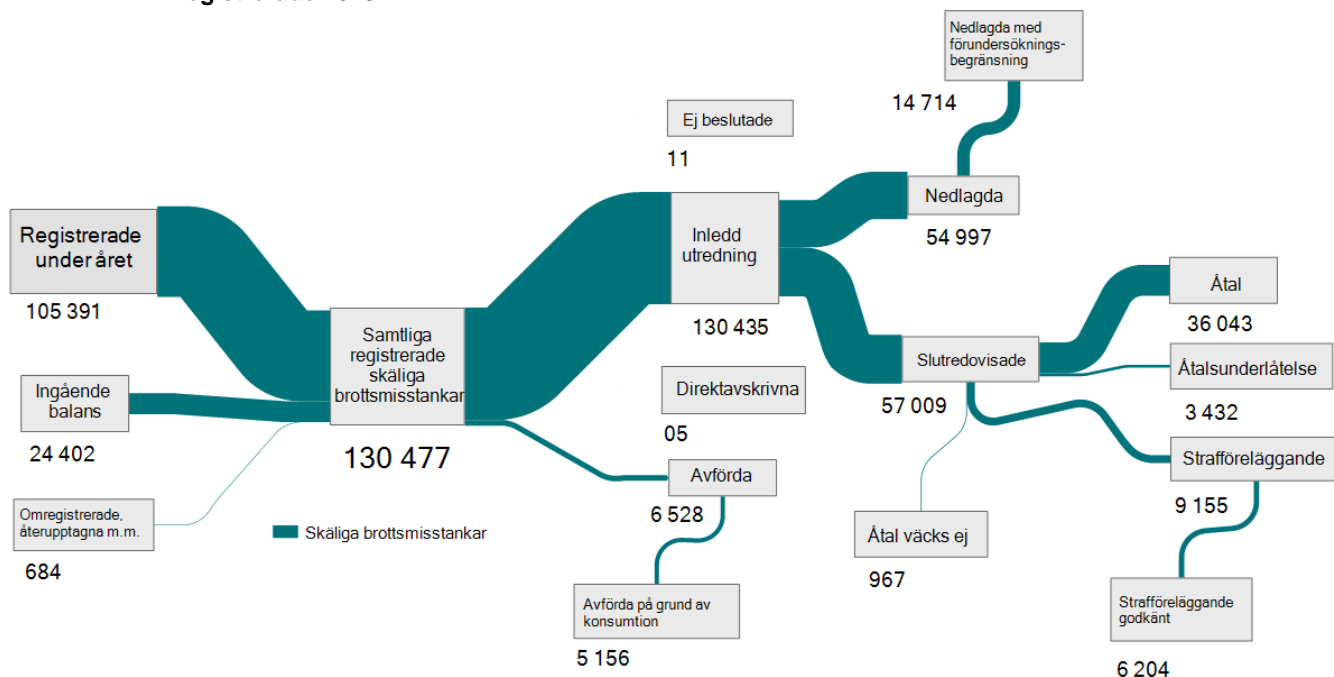 Nedlagda med
förundersöknings-
begränsning
14 714
Ej beslutade
11
Nedlagda
54 997
Registrerade
under året
105 391
Inledd
utredning
130 435
Åtal
36 043
Samtliga
registrerade
skäliga
brottsmisstankar
130 477
Slutredovisade
57 009
Åtalsunderlåtelse
3 432
Ingående
balans
24 402
Direktavskrivna
05
Strafföreläggande
9 155
Avförda
6 528
Omregistrerade,
återupptagna m.m.
684
Skäliga brottsmisstankar
Åtal väcks ej
967
Avförda på grund av
konsumtion
5 156
Strafföreläggande
godkänt
6 204